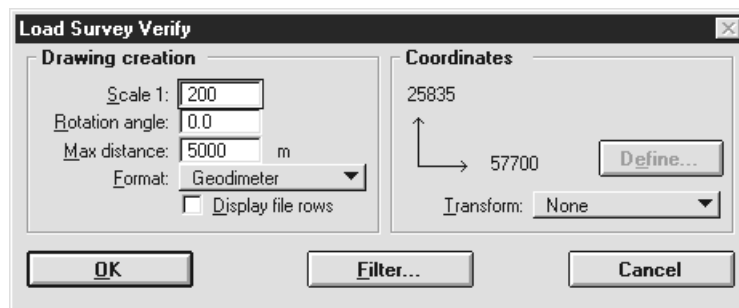 Load Survey Verify
Drawing creation
Scale 1: 200
Rotation angle: 0.0
Max distance: 5000 m
Format: Geodimeter
Display file rows
Coordinates
25835
57700
Define...
Transform: None
OK
Filter...
Cancel